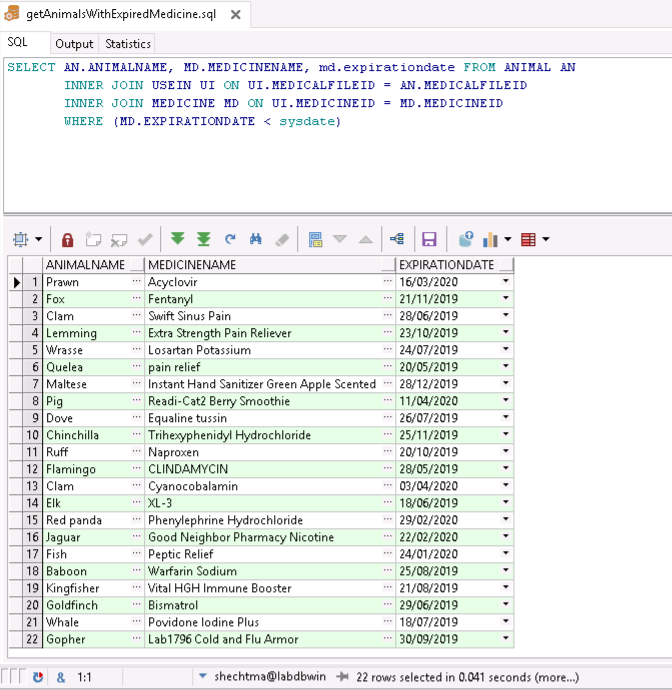 getAnimalsWithExpiredMedicine.sql
SQL Output Statistics
SELECT AN.ANIMALNAME, MD.MEDICINENAME, md.expirationdate FROM ANIMAL AN
INNER JOIN USEIN UI ON UI.MEDICALFILEID = AN.MEDICALFILEID
INNER JOIN MEDICINE MD ON UI.MEDICINEID = MD.MEDICINEID
WHERE (MD.EXPIRATIONDATE < sysdate)
ANIMALNAME MEDICINENAME EXPIRATIONDATE
1 Prawn Acyclovir 16/03/2020
2 Fox Fentanyl 21/11/2019
3 Clam Swift Sinus Pain 28/06/2019
4 Lemming Extra Strength Pain Reliever 23/10/2019
5 Wrasse Losartan Potassium 24/07/2019
6 Quelea pain relief 20/05/2019
7 Maltese Instant Hand Sanitizer Green Apple Scented 28/12/2019
8 Pig Readi-Cat2 Berry Smoothie 11/04/2020
9 Dove Equaline tussin 26/07/2019
10 Chinchilla Trihexyphenidyl Hydrochloride 25/11/2019
11 Ruff Naproxen 20/10/2019
12 Flamingo CLINDAMYCIN 28/05/2019
13 Clam Cyanocobalamin 03/04/2020
14 Elk XL-3 18/06/2019
15 Red panda Phenylephrine Hydrochloride 29/02/2020
16 Jaguar Good Neighbor Pharmacy Nicotine 22/02/2020
17 Fish Peptic Relief 24/01/2020
18 Baboon Warfarin Sodium 25/08/2019
19 Kingfisher Vital HGH Immune Booster 21/08/2019
20 Goldfinch Bismatrol 29/06/2019
21 Whale Povidone Iodine Plus 18/07/2019
22 Gopher Lab1796 Cold and Flu Armor 30/09/2019
& 1:1 shechtma@labdbwin 22 rows selected in 0.041 seconds (more...)